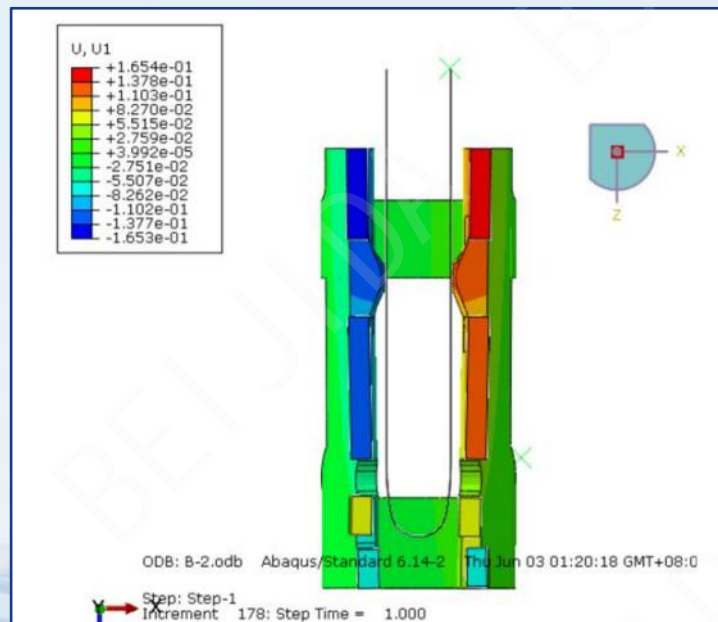 U, U1
+1.654e-01
+1.378e-01
+1.103e-01
+8.270e-02
+5.515e-02
+2.759e-02
+3.992e-05
-2.751e-02
-5.507e-02
-8.262e-02
-1.102e-01
-1.377e-01
-1.653e-01
X
Z
ODB: B-2.odb Abaqus/Standard 6.14-2 Thu Jun 03 01:20:18 GMT+08:0
Step: Step-1
Increment 178: Step Time = 1.000
Y X
BEIJIDA